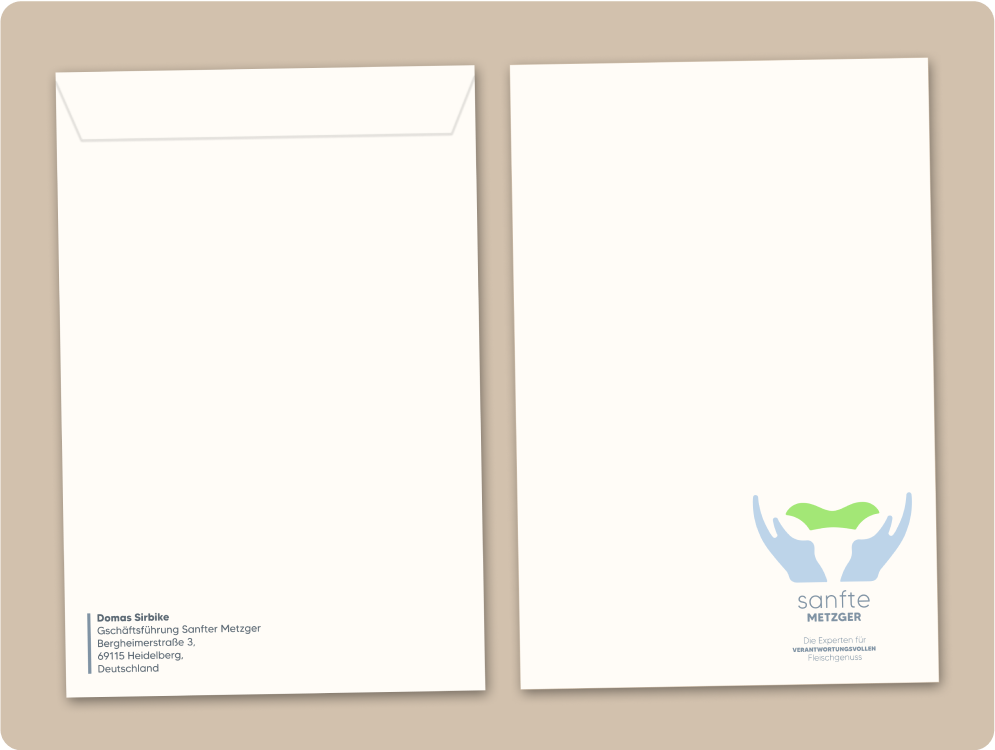 Domas Sirbike
Gschäftsführung Sanfter Metzger
Bergheimerstraße 3,
69115 Heidelberg,
Deutschland
sanfte
METZGER
Die Experten für
VERANTWORTUNGSVOLLEN
Fleischgenuss